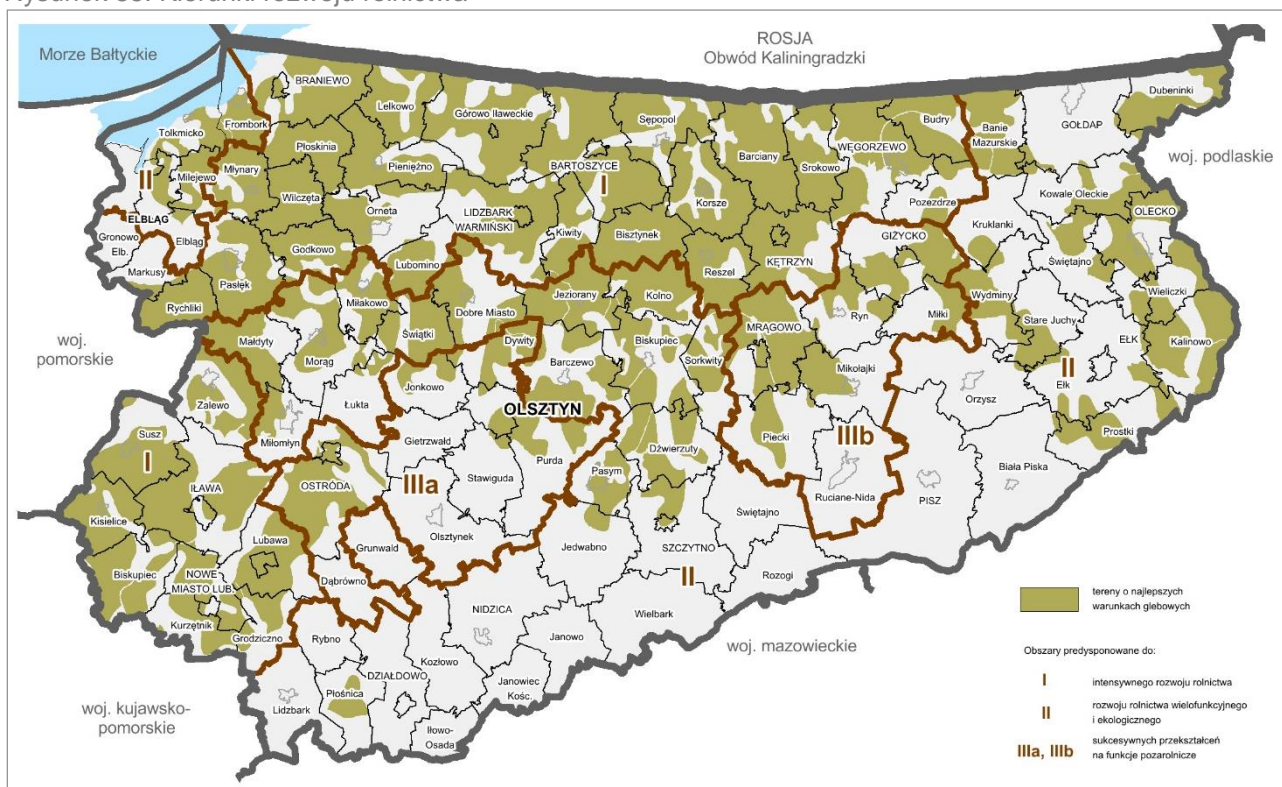 Morze Bałtyckie
ROSJA
Obwód Kaliningradzki
BRANIEWO
Lelkowo
Górowo Iławeckie
Sępopol
Dubeninki
Frombork
Tolkmicko
Budry
Banie
Mazurskie
GOŁDAP
WĘGORZEWO
Płoskinia
BARTOSZYCE
Barciany
woj. podlaskie
Młynary
Pieniężno
Srokowo
Milejewo
II
I
Wilczęta
Korsze
Pozezdrze
Kowale Oleckie
Orneta
LIDZBARK
WARMIŃSKI
OLECKO
ELBLĄG
Kiwity
Bisztynek
GIŻYCKO
Kruklanki
Gronowo
Elb.
Elbląg
Godkowo
Lubomino
Reszel
KĘTRZYN
Świętajno
Markusy
Pasłęk
Wieliczki
Rychliki
Miłakowo
Jeziorany
Kolno
Wydminy
Dobre Miasto
Ryn
Miłki
Stare Juchy
woj.
pomorskie
Świątki
MRĄGOWO
Kalinowo
Małdyty
Dywity
Biskupiec
EŁK
Morąg
Barczewo
Sorkwity
Mikołajki
II
Jonkowo
Ełk
Zalewo
Łukta
OLSZTYN
Orzysz
Susz
Miłomłyn
Gietrzwałd
Dźwierzuty
Piecki
IIIb
Prostki
I
IŁAWA
OSTRÓDA
IIIa
Stawiguda
Purda
Pasym
Biała Piska
Ruciane-Nida
PISZ
Kisielice
Olsztynek
Świętajno
Lubawa
Grunwald
Jedwabno
SZCZYTNO
Biskupiec
NOWE
MIASTO LUB.
Dąbrówno
II
Rozogi
NIDZICA
Wielbark
Kurzętnik
Grodziczno
Rybno
Janowo
woj. mazowieckie
Kozłowo
DZIAŁDOWO
Janowiec
Kośc.
Płośnica
woj. kujawsko-
pomorskie
Lidzbark
Iłowo-
Osada
tereny o najlepszych
warunkach glebowych
Obszary predysponowane do:
I intensywnego rozwoju rolnictwa
II rozwoju rolnictwa wielofunkcyjnego
i ekologicznego
IIIa, IIIb sukcesywnych przekształceń
na funkcje pozarolnicze